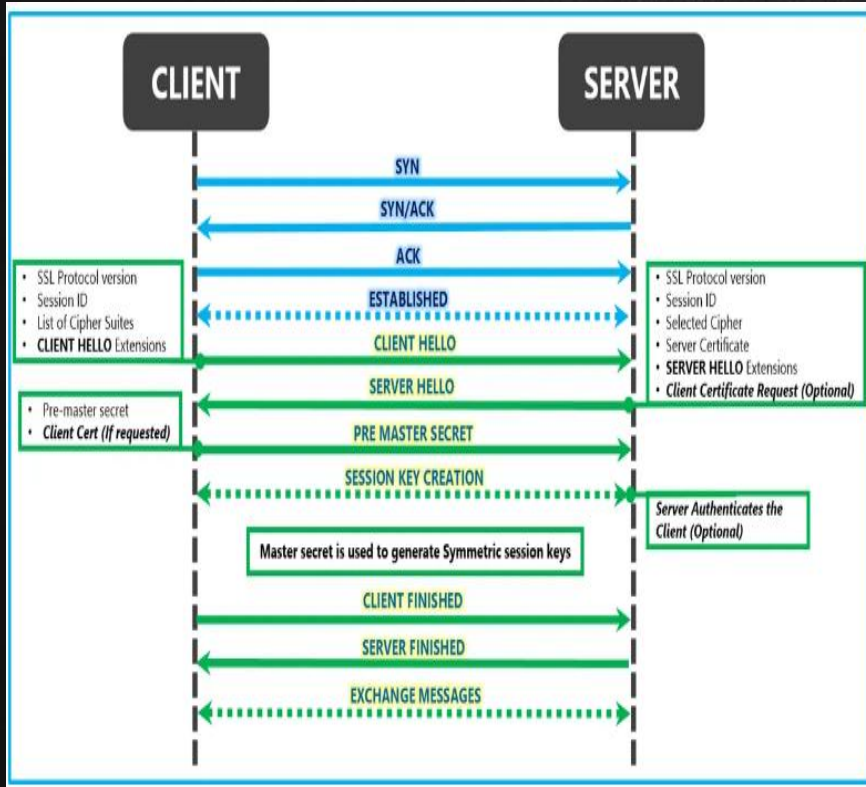 CLIENT
SERVER
SYN
SYN/ACK
ACK
ESTABLISHED
• SSL Protocol version
• Session ID
• List of Cipher Suites
• CLIENT HELLO Extensions
• SSL Protocol version
• Session ID
• Selected Cipher
• Server Certificate
• SERVER HELLO Extensions
• Client Certificate Request (Optional)
CLIENT HELLO
SERVER HELLO
• Pre-master secret
• Client Cert (If requested)
PRE MASTER SECRET
SESSION KEY CREATION
Server Authenticates the
Client (Optional)
Master secret is used to generate Symmetric session keys
CLIENT FINISHED
SERVER FINISHED
EXCHANGE MESSAGES